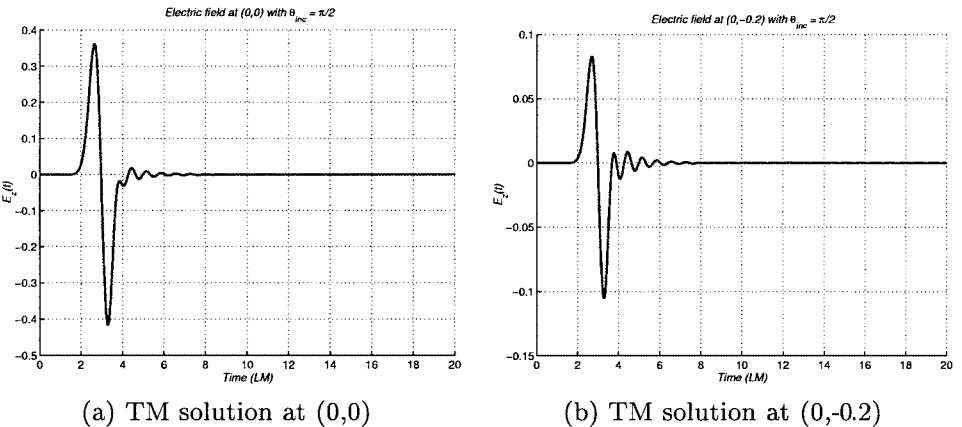 Electric field at (0,0) with θinc = π/2
0.4
0.3
0.2
0.1
0
−0.1
−0.2
−0.3
−0.4
−0.5
Ez(t)
0 2 4 6 8 10 12 14 16 18 20
Time (LM)
(a) TM solution at (0,0)
Electric field at (0,−0.2) with θinc = π/2
0.1
0.05
0
−0.05
−0.1
−0.15
Ez(t)
0 2 4 6 8 10 12 14 16 18 20
Time (LM)
(b) TM solution at (0,-0.2)